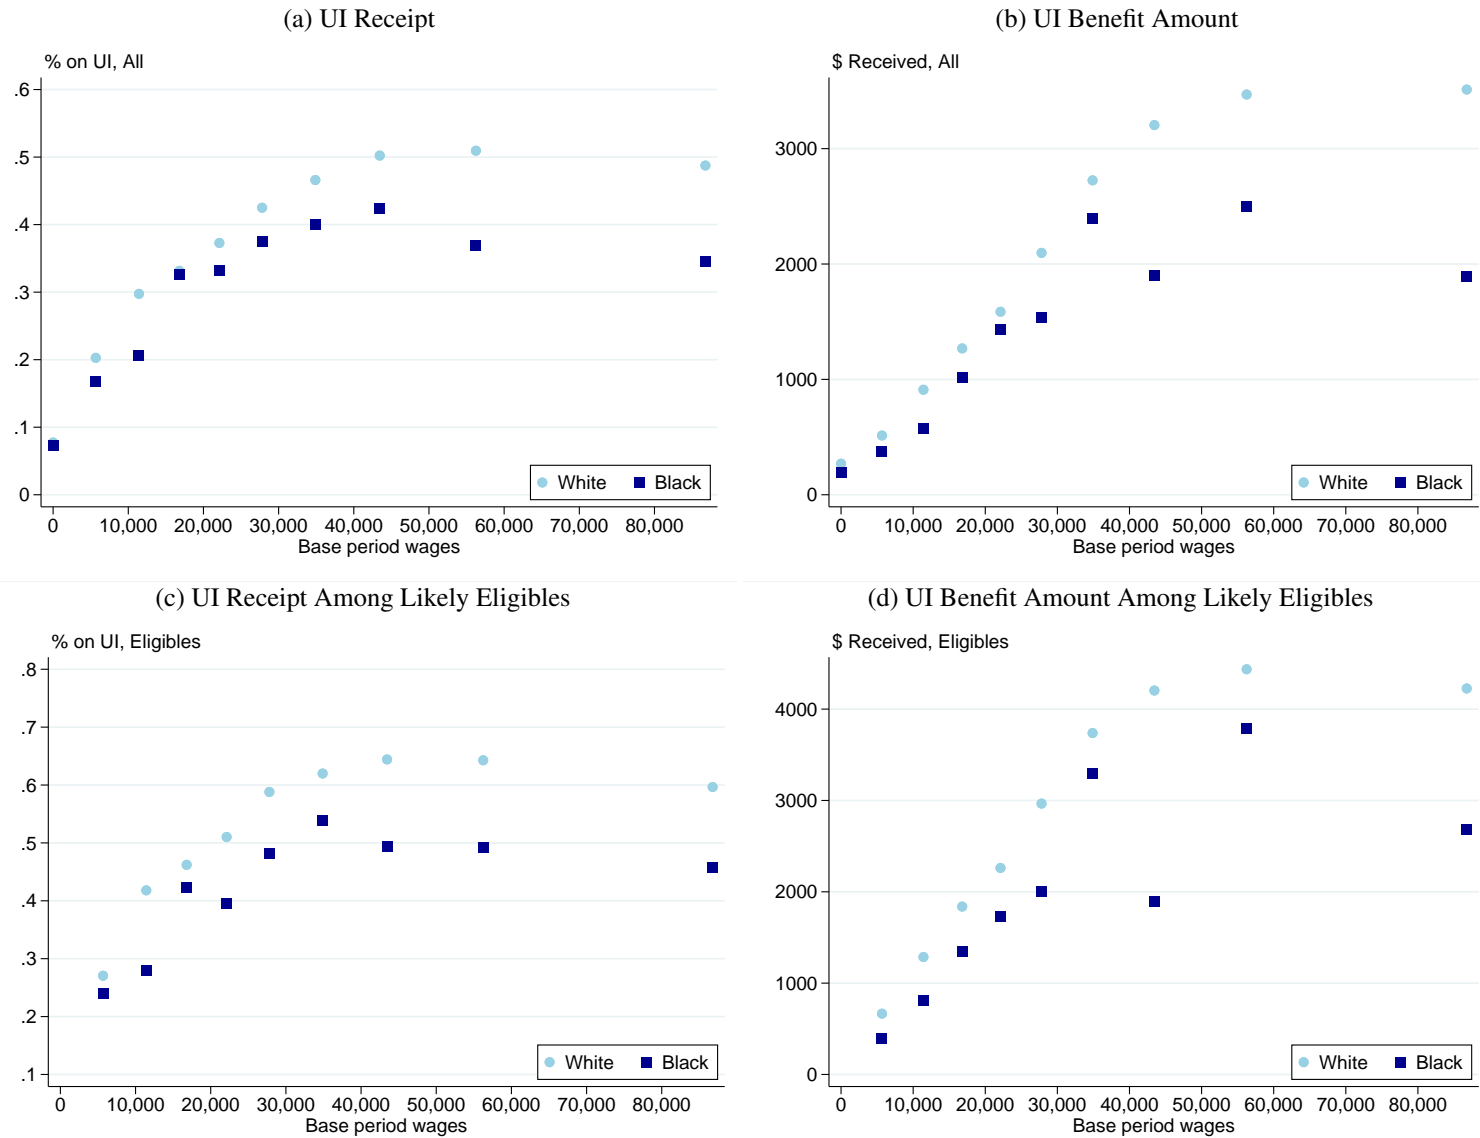 (a) UI Receipt
% on UI, All
.6
.5
.4
.3
.2
.1
0
0 10,000 20,000 30,000 40,000 50,000 60,000 70,000 80,000
Base period wages
White Black
(b) UI Benefit Amount
$ Received, All
3000
2000
1000
0
0 10,000 20,000 30,000 40,000 50,000 60,000 70,000 80,000
Base period wages
White Black
(c) UI Receipt Among Likely Eligibles
% on UI, Eligibles
.8
.7
.6
.5
.4
.3
.2
.1
0 10,000 20,000 30,000 40,000 50,000 60,000 70,000 80,000
Base period wages
White Black
(d) UI Benefit Amount Among Likely Eligibles
$ Received, Eligibles
4000
3000
2000
1000
0
0 10,000 20,000 30,000 40,000 50,000 60,000 70,000 80,000
Base period wages
White Black